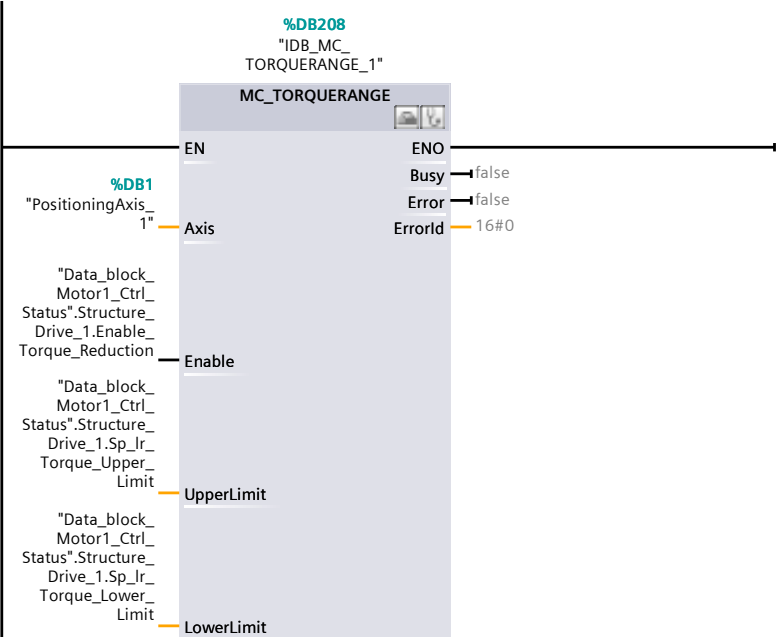 %DB208
"IDB_MC_
TORQUERANGE_1"
MC_TORQUERANGE
EN
ENO
Busy
false
%DB1
"PositioningAxis_
1"
Error
false
Axis
ErrorId
16#0
"Data_block_
Motor1_Ctrl_
Status".Structure_
Drive_1.Enable_
Torque_Reduction
Enable
"Data_block_
Motor1_Ctrl_
Status".Structure_
Drive_1.Sp_lr_
Torque_Upper_
Limit
UpperLimit
"Data_block_
Motor1_Ctrl_
Status".Structure_
Drive_1.Sp_lr_
Torque_Lower_
Limit
LowerLimit